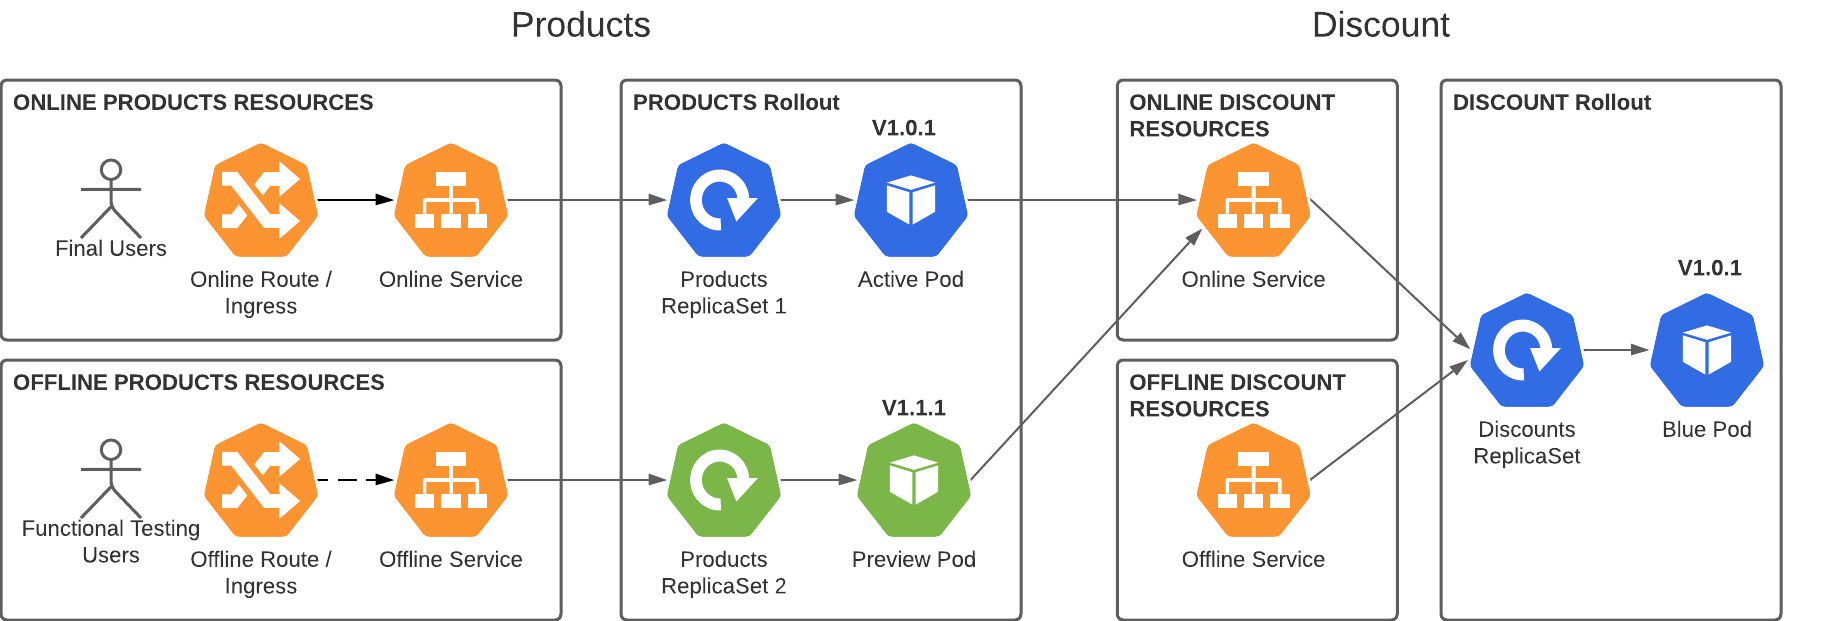 Products
Discount
ONLINE PRODUCTS RESOURCES
Final Users
Online Route /
Ingress
Online Service
PRODUCTS Rollout
V1.0.1
Products
ReplicaSet 1
Active Pod
ONLINE DISCOUNT
RESOURCES
Online Service
DISCOUNT Rollout
V1.0.1
Discounts
ReplicaSet
Blue Pod
OFFLINE PRODUCTS RESOURCES
Functional Testing
Users
Offline Route /
Ingress
Offline Service
V1.1.1
Products
ReplicaSet 2
Preview Pod
OFFLINE DISCOUNT
RESOURCES
Offline Service